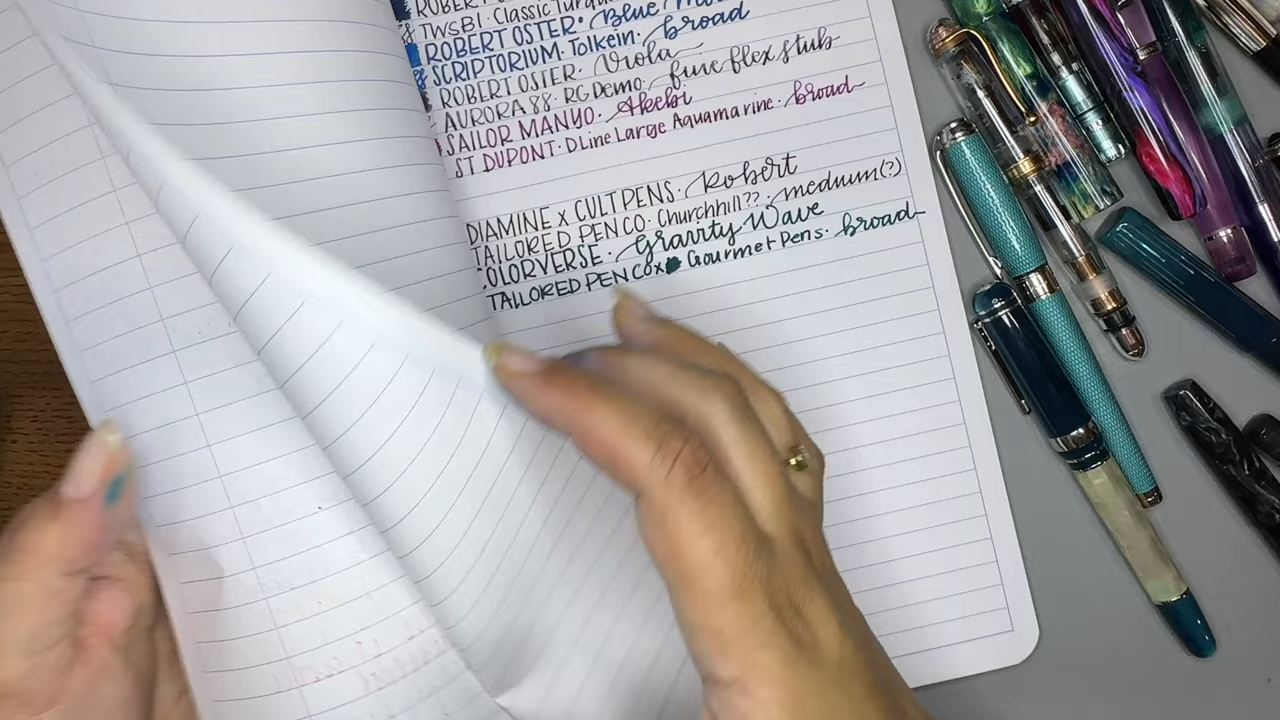 ROBERT
TWSBI · Classic
ROBERT OSTER · Blue
SCRIPTORIUM · Tolkein · broad
ROBERT OSTER · Viola
AURORA 88 · RG Demo · fine flex stub
SAILOR MANYO · Akebi
ST DUPONT · D Line Large Aquamarine · broad
DIAMINE x CULT PENS · Robert
TAILORED PEN CO · Churchhill?? · medium(?)
COLORVERSE · Gravity Wave
TAILORED PEN Co x Gourmet Pens · broad